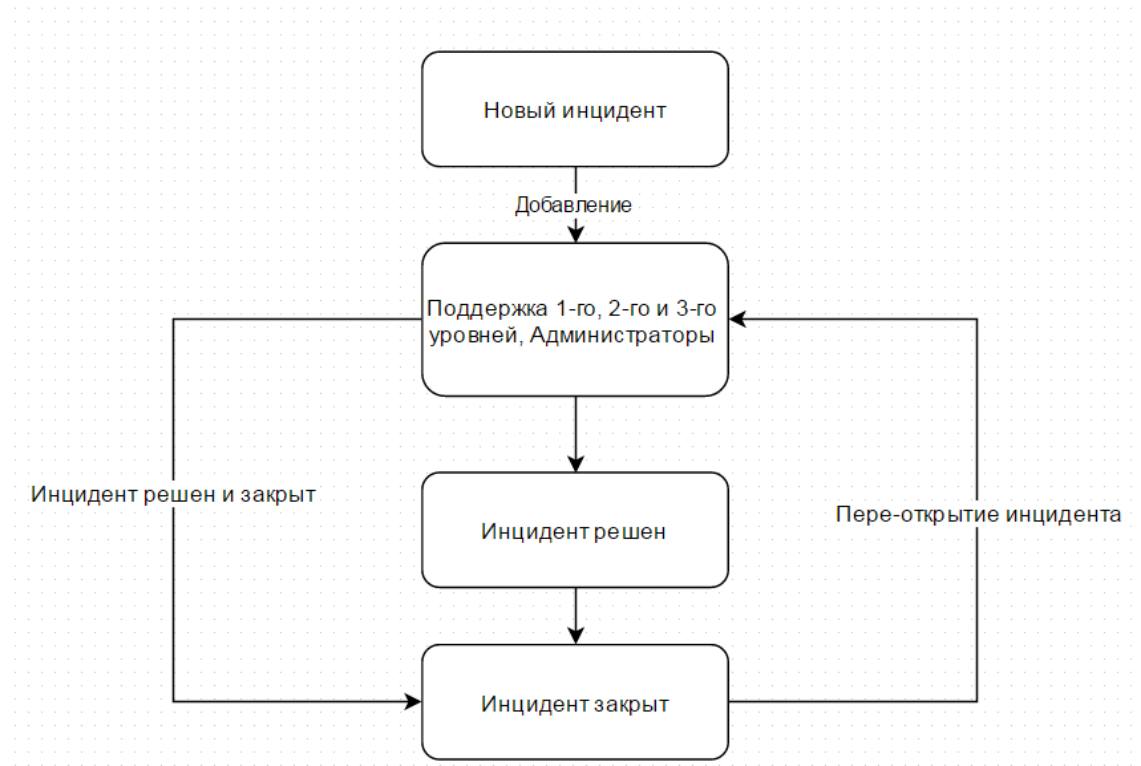 Новый инцидент
Добавление
Поддержка 1-го, 2-го и 3-го
уровней, Администраторы
Инцидент решен и закрыт
Пере-открытие инцидента
Инцидент решен
Инцидент закрыт